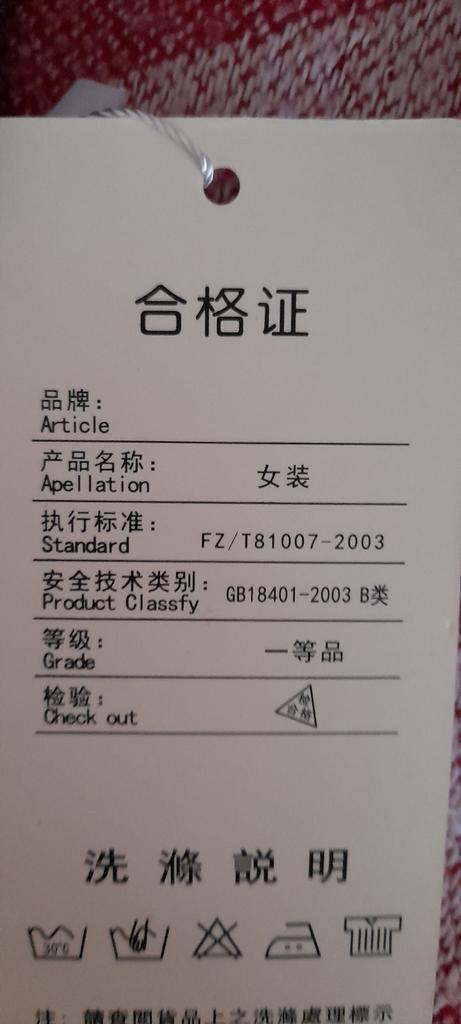 合格证
品牌：
Article
产品名称： 女装
Apellation
执行标准： FZ/T81007-2003
Standard
安全技术类别： GB18401-2003 B类
Product Classfy
等级： 一等品
Grade
检验：
Check out
洗滌説明
30°C